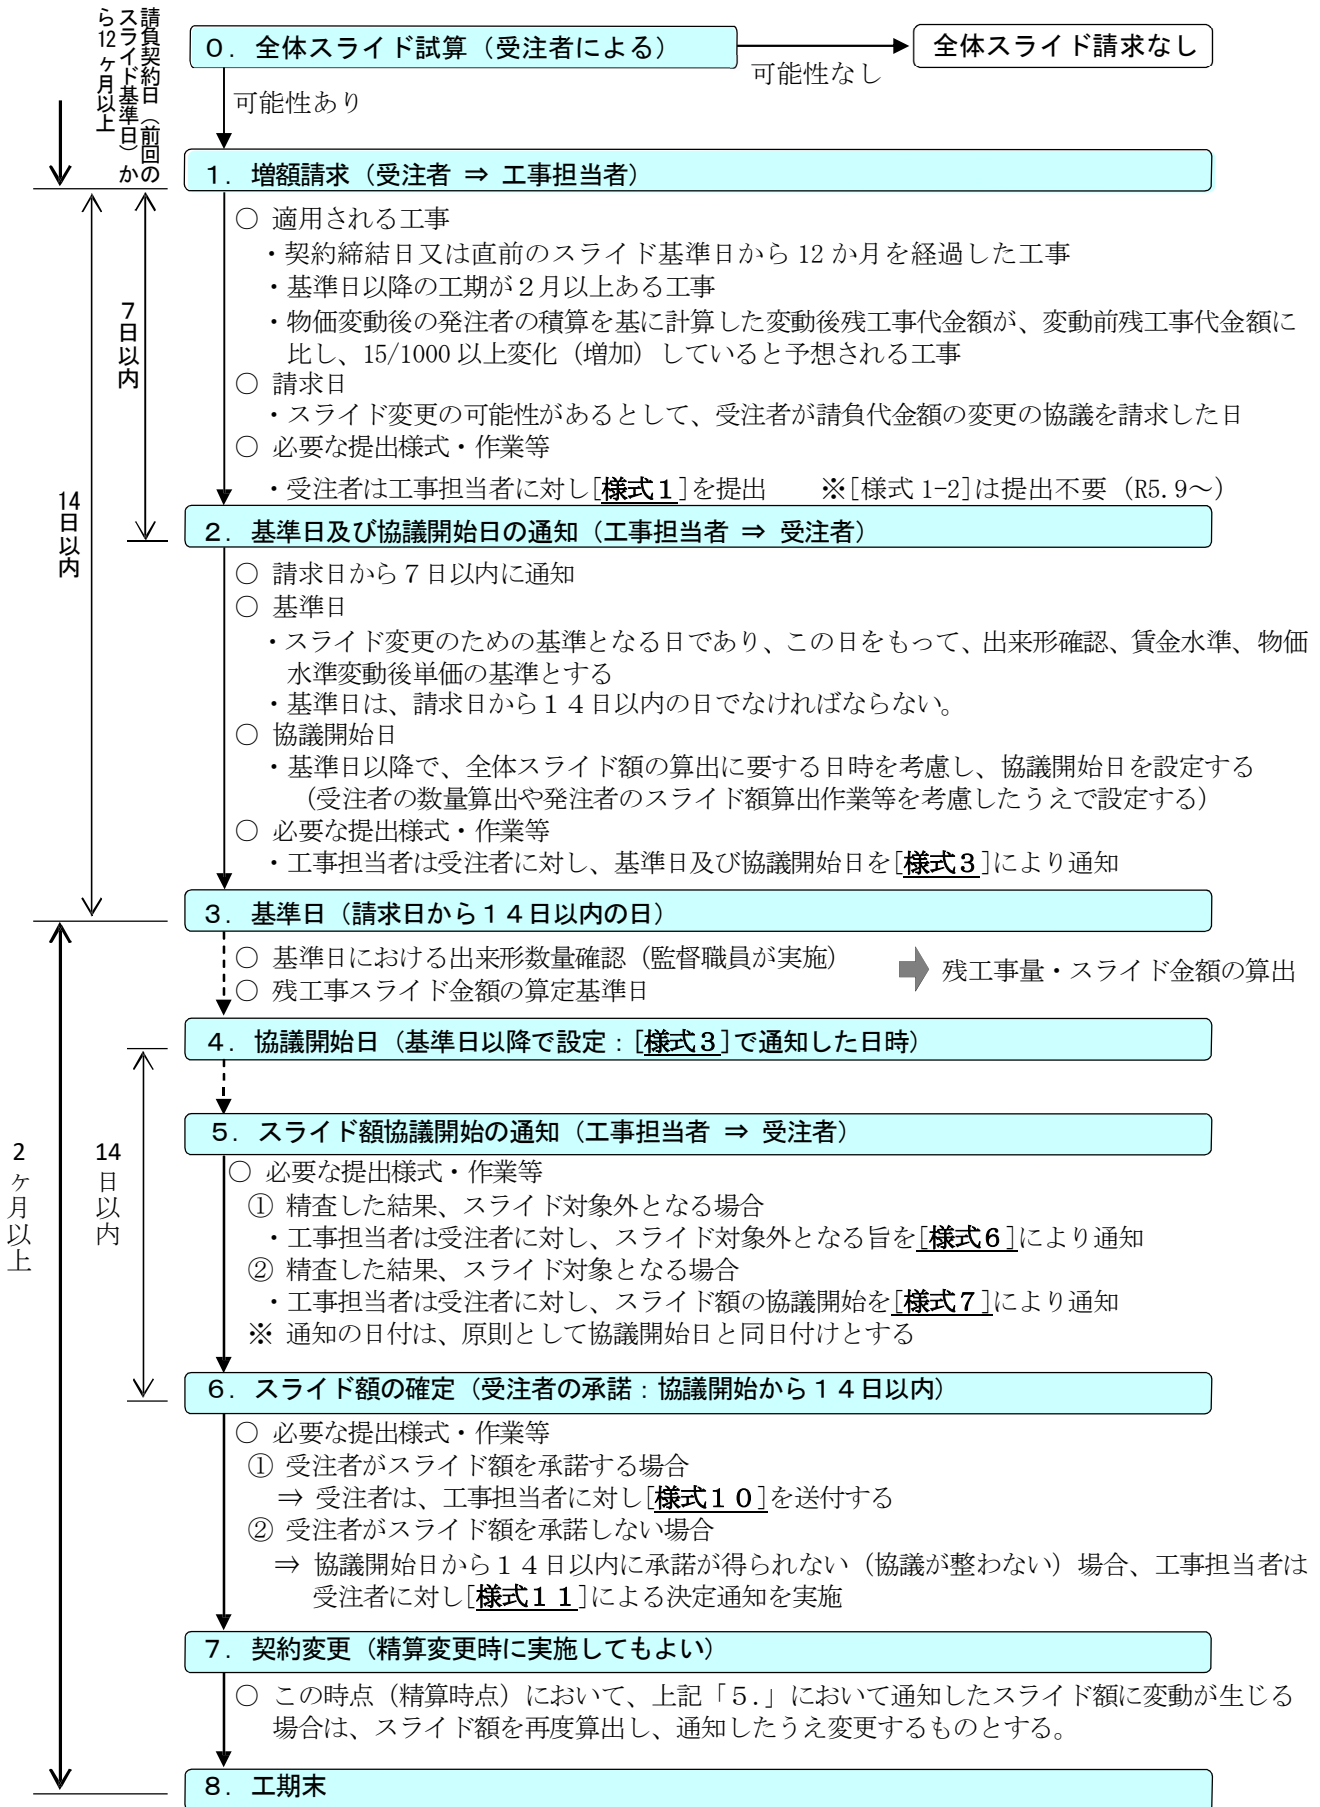 請負契約日（前回の
スライド基準日）か
ら12ヶ月以上
０．全体スライド試算（受注者による）
可能性なし
全体スライド請求なし
可能性あり
１．増額請求（受注者 ⇒ 工事担当者）
○ 適用される工事
・契約締結日又は直前のスライド基準日から 12 か月を経過した工事
・基準日以降の工期が２月以上ある工事
・物価変動後の発注者の積算を基に計算した変動後残工事代金額が、変動前残工事代金額に
比し、15/1000 以上変化（増加）していると予想される工事
○ 請求日
・スライド変更の可能性があるとして、受注者が請負代金額の変更の協議を請求した日
○ 必要な提出様式・作業等
・受注者は工事担当者に対し[様式１]を提出　※[様式 1-2]は提出不要（R5.9～）
7日以内
14日以内
２．基準日及び協議開始日の通知（工事担当者 ⇒ 受注者）
○ 請求日から７日以内に通知
○ 基準日
・スライド変更のための基準となる日であり、この日をもって、出来形確認、賃金水準、物価
水準変動後単価の基準とする
・基準日は、請求日から１４日以内の日でなければならない。
○ 協議開始日
・基準日以降で、全体スライド額の算出に要する日時を考慮し、協議開始日を設定する
（受注者の数量算出や発注者のスライド額算出作業等を考慮したうえで設定する）
○ 必要な提出様式・作業等
・工事担当者は受注者に対し、基準日及び協議開始日を[様式３]により通知
３．基準日（請求日から１４日以内の日）
○ 基準日における出来形数量確認（監督職員が実施）
○ 残工事スライド金額の算定基準日
残工事量・スライド金額の算出
４．協議開始日（基準日以降で設定：[様式３]で通知した日時）
５．スライド額協議開始の通知（工事担当者 ⇒ 受注者）
○ 必要な提出様式・作業等
① 精査した結果、スライド対象外となる場合
・工事担当者は受注者に対し、スライド対象外となる旨を[様式６]により通知
② 精査した結果、スライド対象となる場合
・工事担当者は受注者に対し、スライド額の協議開始を[様式７]により通知
※ 通知の日付は、原則として協議開始日と同日付けとする
2ヶ月以上
14日以内
６．スライド額の確定（受注者の承諾：協議開始から１４日以内）
○ 必要な提出様式・作業等
① 受注者がスライド額を承諾する場合
⇒ 受注者は、工事担当者に対し[様式１０]を送付する
② 受注者がスライド額を承諾しない場合
⇒ 協議開始日から１４日以内に承諾が得られない（協議が整わない）場合、工事担当者は
受注者に対し[様式１１]による決定通知を実施
７．契約変更（精算変更時に実施してもよい）
○ この時点（精算時点）において、上記「５.」において通知したスライド額に変動が生じる
場合は、スライド額を再度算出し、通知したうえ変更するものとする。
８．工期末